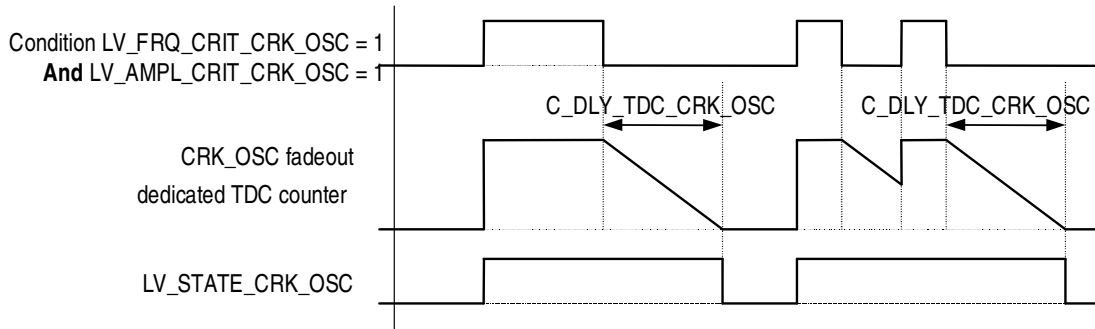 Condition LV_FRQ_CRIT_CRK_OSC = 1
And LV_AMPL_CRIT_CRK_OSC = 1
C_DLY_TDC_CRK_OSC
C_DLY_TDC_CRK_OSC
CRK_OSC fadeout
dedicated TDC counter
LV_STATE_CRK_OSC